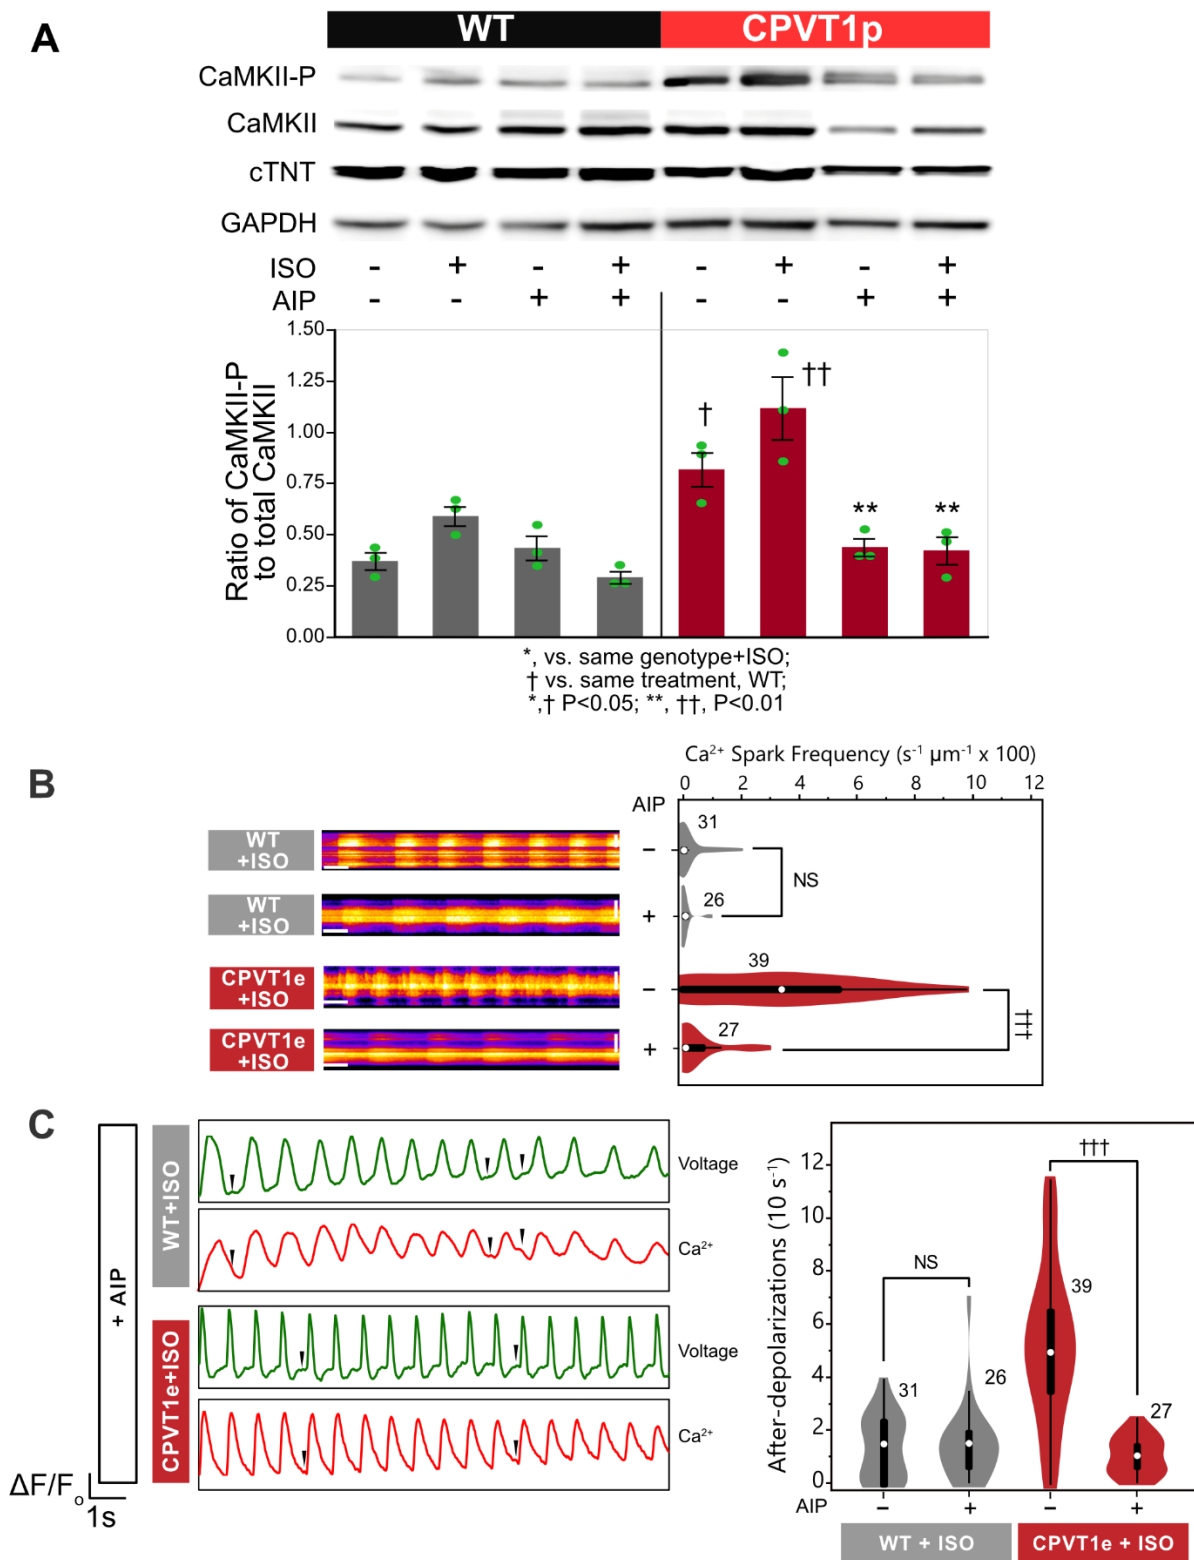 A
WT CPVT1p
CaMKII-P
CaMKII
cTNT
GAPDH
ISO - + - + - + - +
AIP - - + + - - + +
Ratio of CaMKII-P
to total CaMKII
1.50
1.25
1.00
0.75
0.50
0.25
0.00
†
††
** **
*, vs. same genotype+ISO;
† vs. same treatment, WT;
*,† P<0.05; **, ††, P<0.01
B
Ca²⁺ Spark Frequency (s⁻¹ µm⁻¹ x 100)
0 2 4 6 8 10 12
AIP
WT
+ISO
− 31
NS
WT
+ISO
+ 26
CPVT1e
+ISO
− 39
†††
CPVT1e
+ISO
+ 27
C
+ AIP
WT+ISO
Voltage
Ca²⁺
CPVT1e+ISO
Voltage
Ca²⁺
ΔF/Fo
1s
After-depolarizations (10 s⁻¹)
12
10
8
6
4
2
0
NS
†††
31 26 39 27
AIP − + − +
WT + ISO CPVT1e + ISO